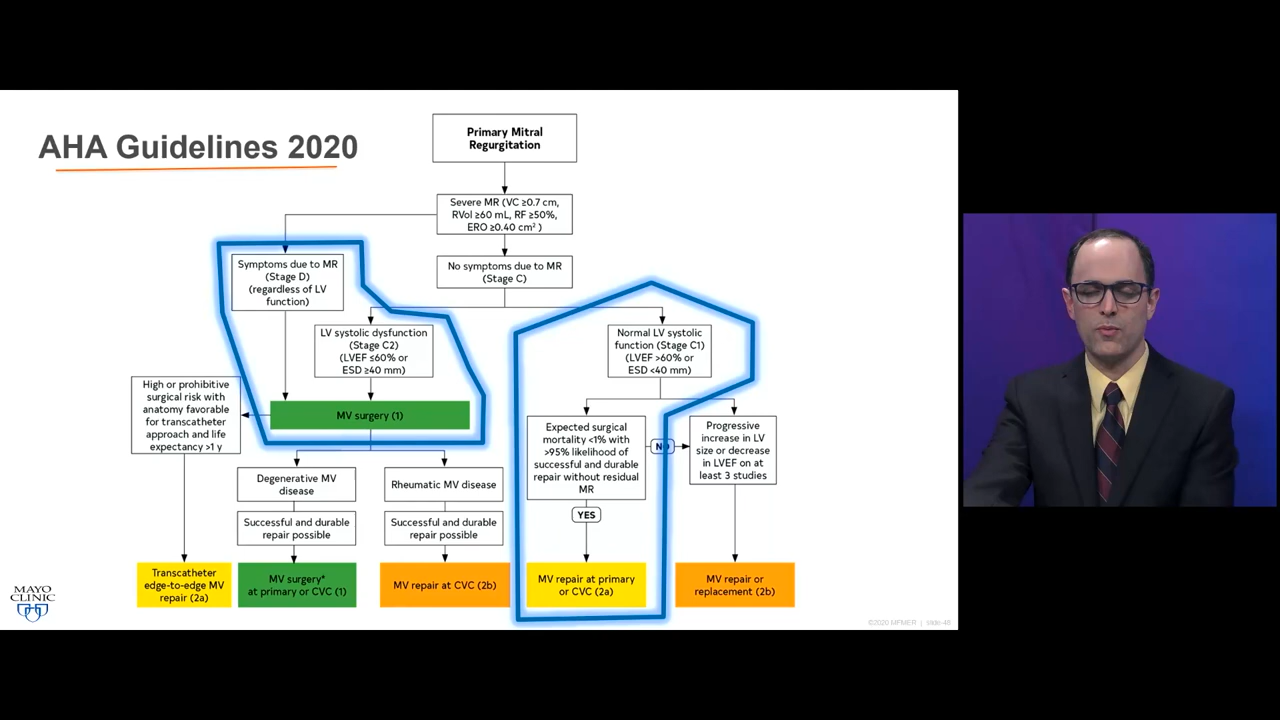 AHA Guidelines 2020
Primary Mitral
Regurgitation
Severe MR (VC ≥0.7 cm,
RVol ≥60 mL, RF ≥50%,
ERO ≥0.40 cm² )
Symptoms due to MR
(Stage D)
(regardless of LV
function)
No symptoms due to MR
(Stage C)
LV systolic dysfunction
(Stage C2)
(LVEF ≤60% or
ESD ≥40 mm)
Normal LV systolic
function (Stage C1)
(LVEF >60% or
ESD <40 mm)
High or prohibitive
surgical risk with
anatomy favorable
for transcatheter
approach and life
expectancy >1 y
MV surgery (1)
Expected surgical
mortality <1% with
>95% likelihood of
successful and durable
repair without residual
MR
NO
Progressive
increase in LV
size or decrease
in LVEF on at
least 3 studies
Degenerative MV
disease
Rheumatic MV disease
YES
Successful and durable
repair possible
Successful and durable
repair possible
Transcatheter
edge-to-edge MV
repair (2a)
MV surgery*
at primary or CVC (1)
MV repair at CVC (2b)
MV repair at primary
or CVC (2a)
MV repair or
replacement (2b)
MAYO
CLINIC
©2020 MFMER | slide-46